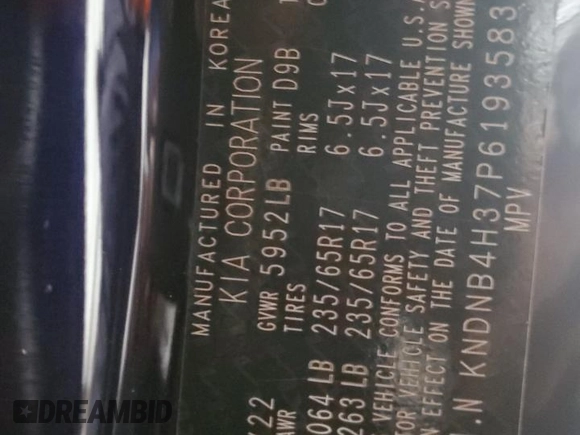 MANUFACTURED IN KOREA
KIA CORPORATION
22 GVWR 5952LB PAINT D9B
TIRES RIMS
064 LB 235/65R17 6.5Jx17
263 LB 235/65R17 6.5Jx17
VEHICLE CONFORMS TO ALL APPLICABLE U.S.A
VEHICLE SAFETY AND THEFT PREVENTION
EFFECT ON THE DATE OF MANUFACTURE SHOWN
.N KNDNB4H37P6193583
MPV
DREAMBID